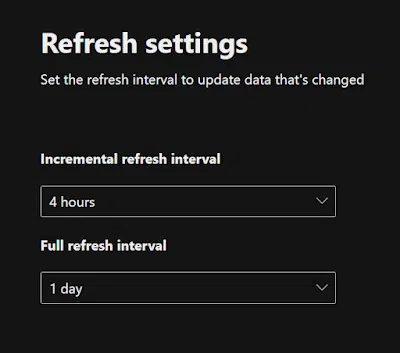 Refresh settings
Set the refresh interval to update data that's changed
Incremental refresh interval
4 hours
Full refresh interval
1 day